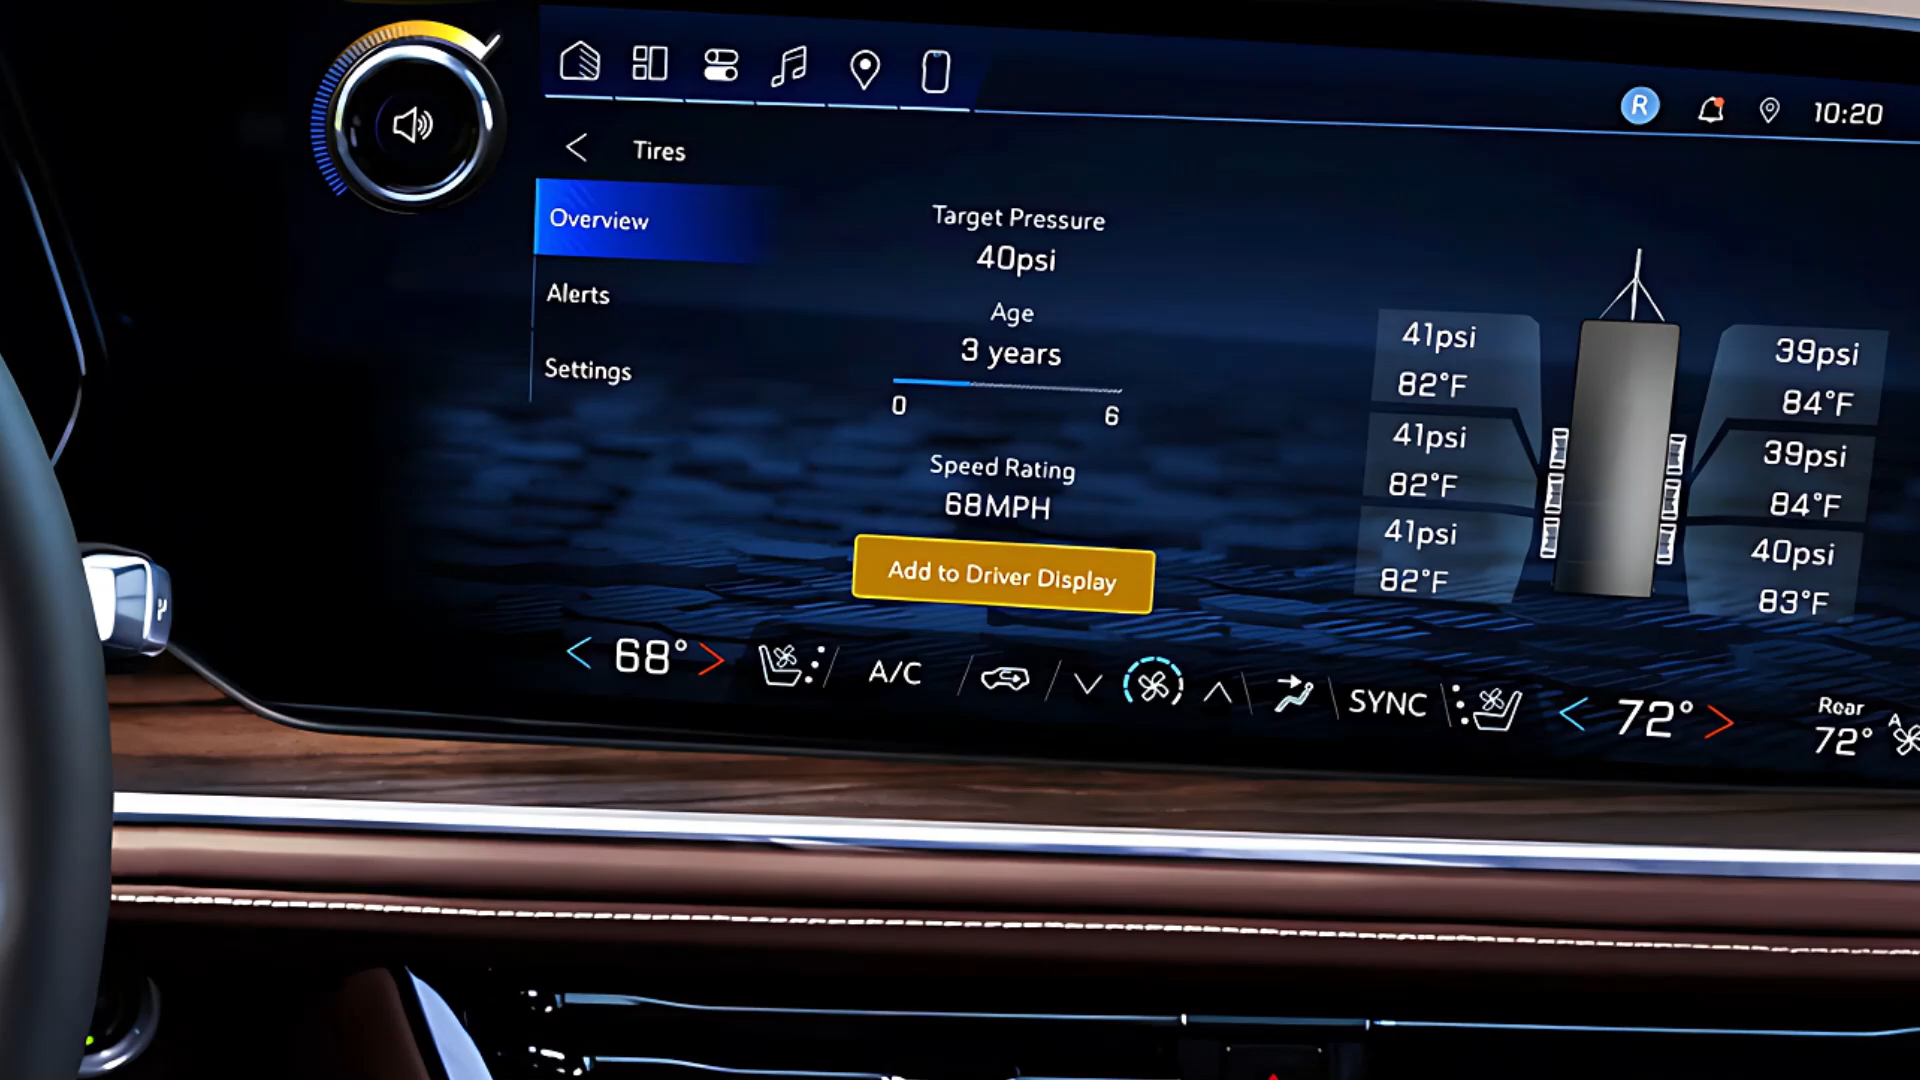 R
10:20
Tires
Overview
Alerts
Settings
Target Pressure
40psi
Age
3 years
0 6
Speed Rating
68MPH
Add to Driver Display
41psi
82°F
41psi
82°F
41psi
82°F
39psi
84°F
39psi
84°F
40psi
83°F
68°
A/C
SYNC
72°
Rear
72°
A